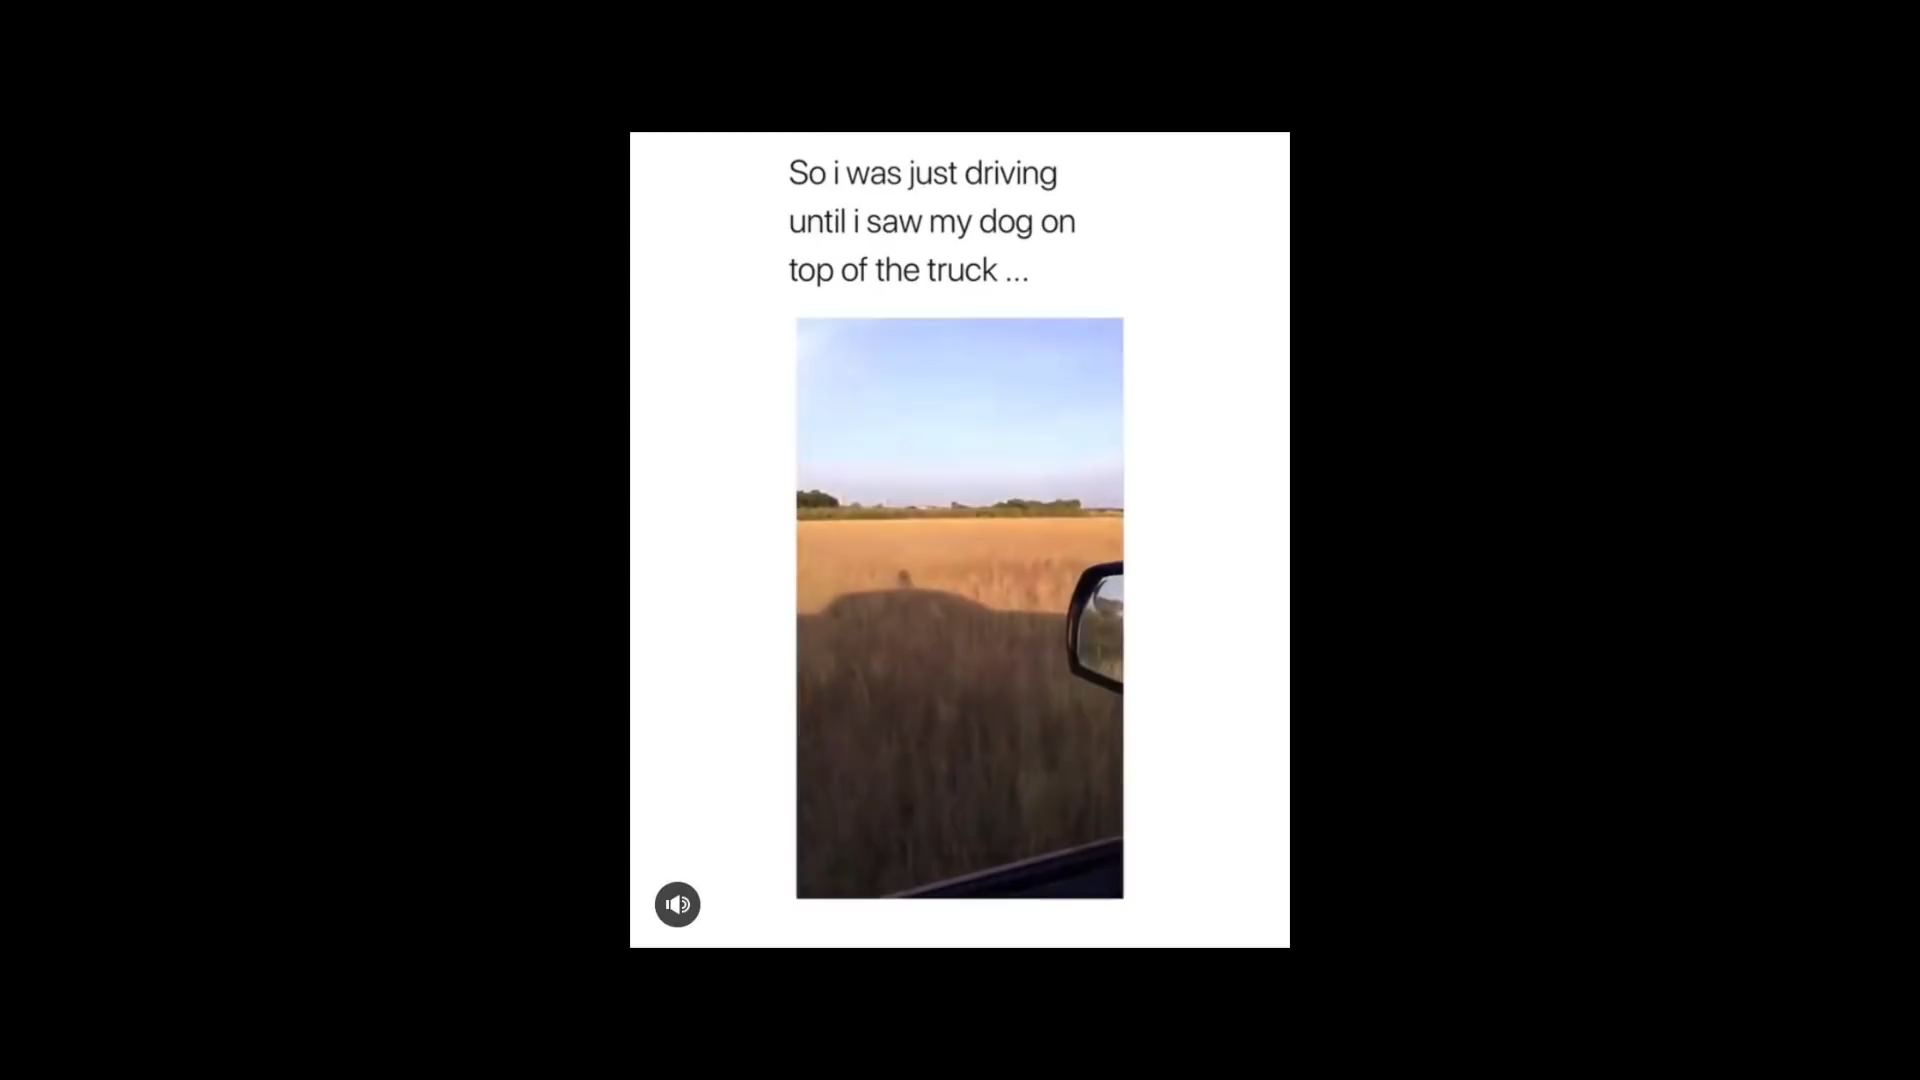 So i was just driving
until i saw my dog on
top of the truck ...